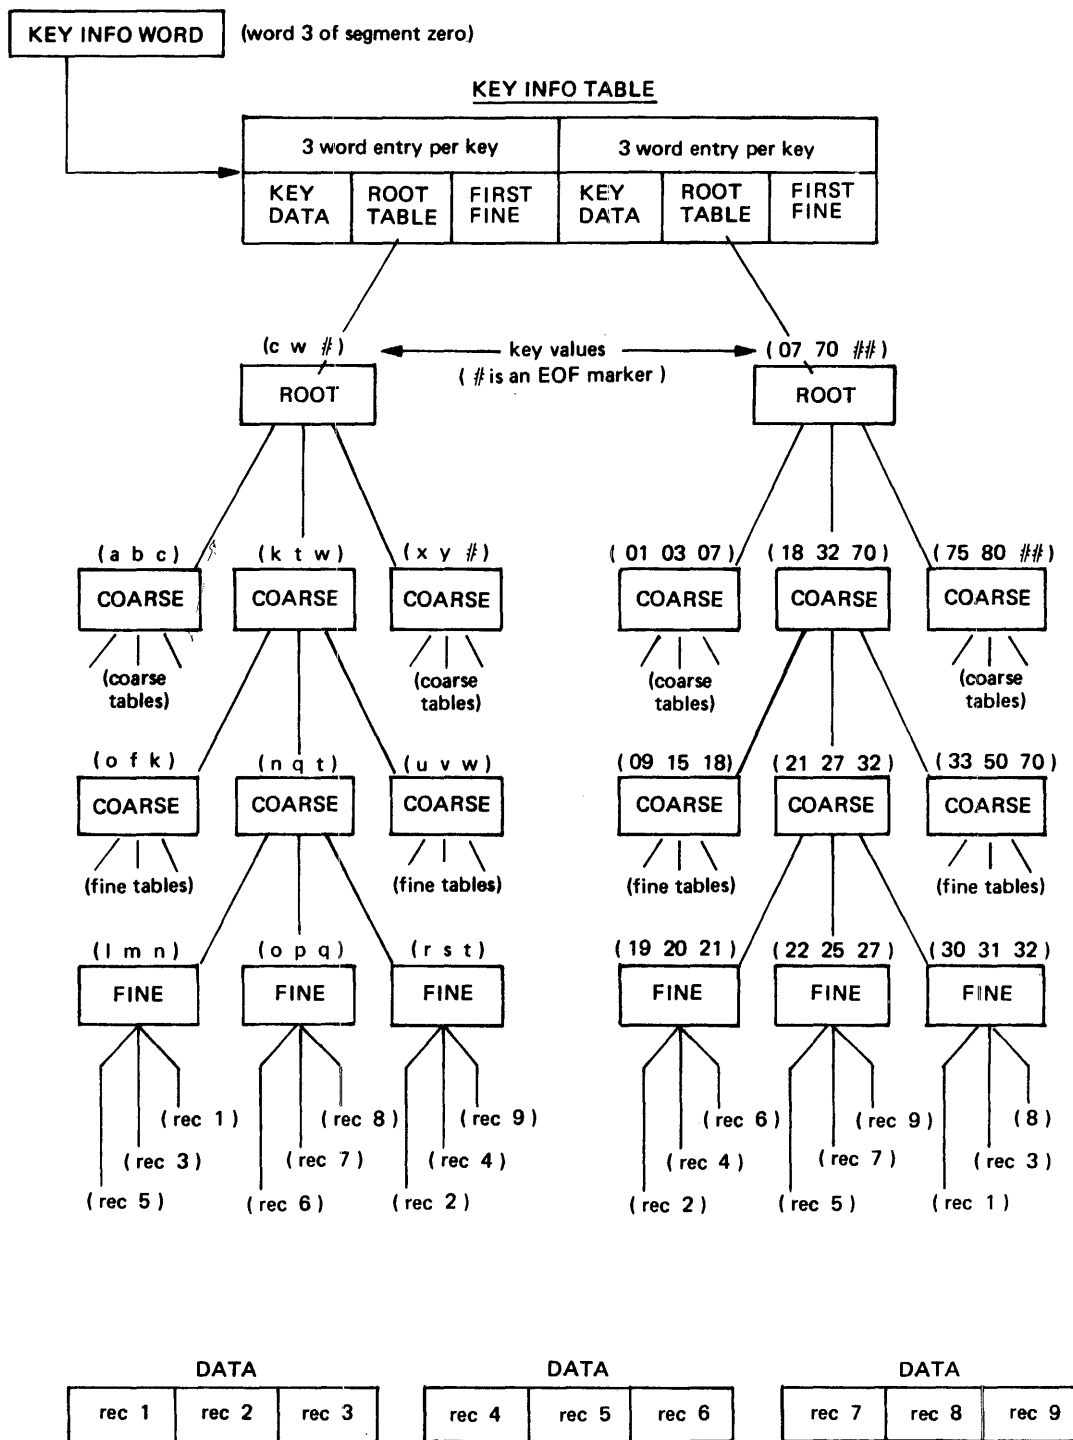 KEY INFO WORD (word 3 of segment zero)
KEY INFO TABLE
3 word entry per key 3 word entry per key
KEY DATA ROOT TABLE FIRST FINE KEY DATA ROOT TABLE FIRST FINE
(c w #) key values (07 70 ##)
(# is an EOF marker)
ROOT ROOT
(a b c) (k t w) (x y #) (01 03 07) (18 32 70) (75 80 ##)
COARSE COARSE COARSE COARSE COARSE COARSE
(coarse tables) (coarse tables) (coarse tables) (coarse tables)
(o f k) (n q t) (u v w) (09 15 18) (21 27 32) (33 50 70)
COARSE COARSE COARSE COARSE COARSE COARSE
(fine tables) (fine tables) (fine tables) (fine tables)
(l m n) (o p q) (r s t) (19 20 21) (22 25 27) (30 31 32)
FINE FINE FINE FINE FINE FINE
(rec 1) (rec 8) (rec 9) (rec 6) (rec 9) (8)
(rec 3) (rec 7) (rec 4) (rec 4) (rec 7) (rec 3)
(rec 5) (rec 6) (rec 2) (rec 2) (rec 5) (rec 1)
DATA DATA DATA
rec 1 rec 2 rec 3 rec 4 rec 5 rec 6 rec 7 rec 8 rec 9